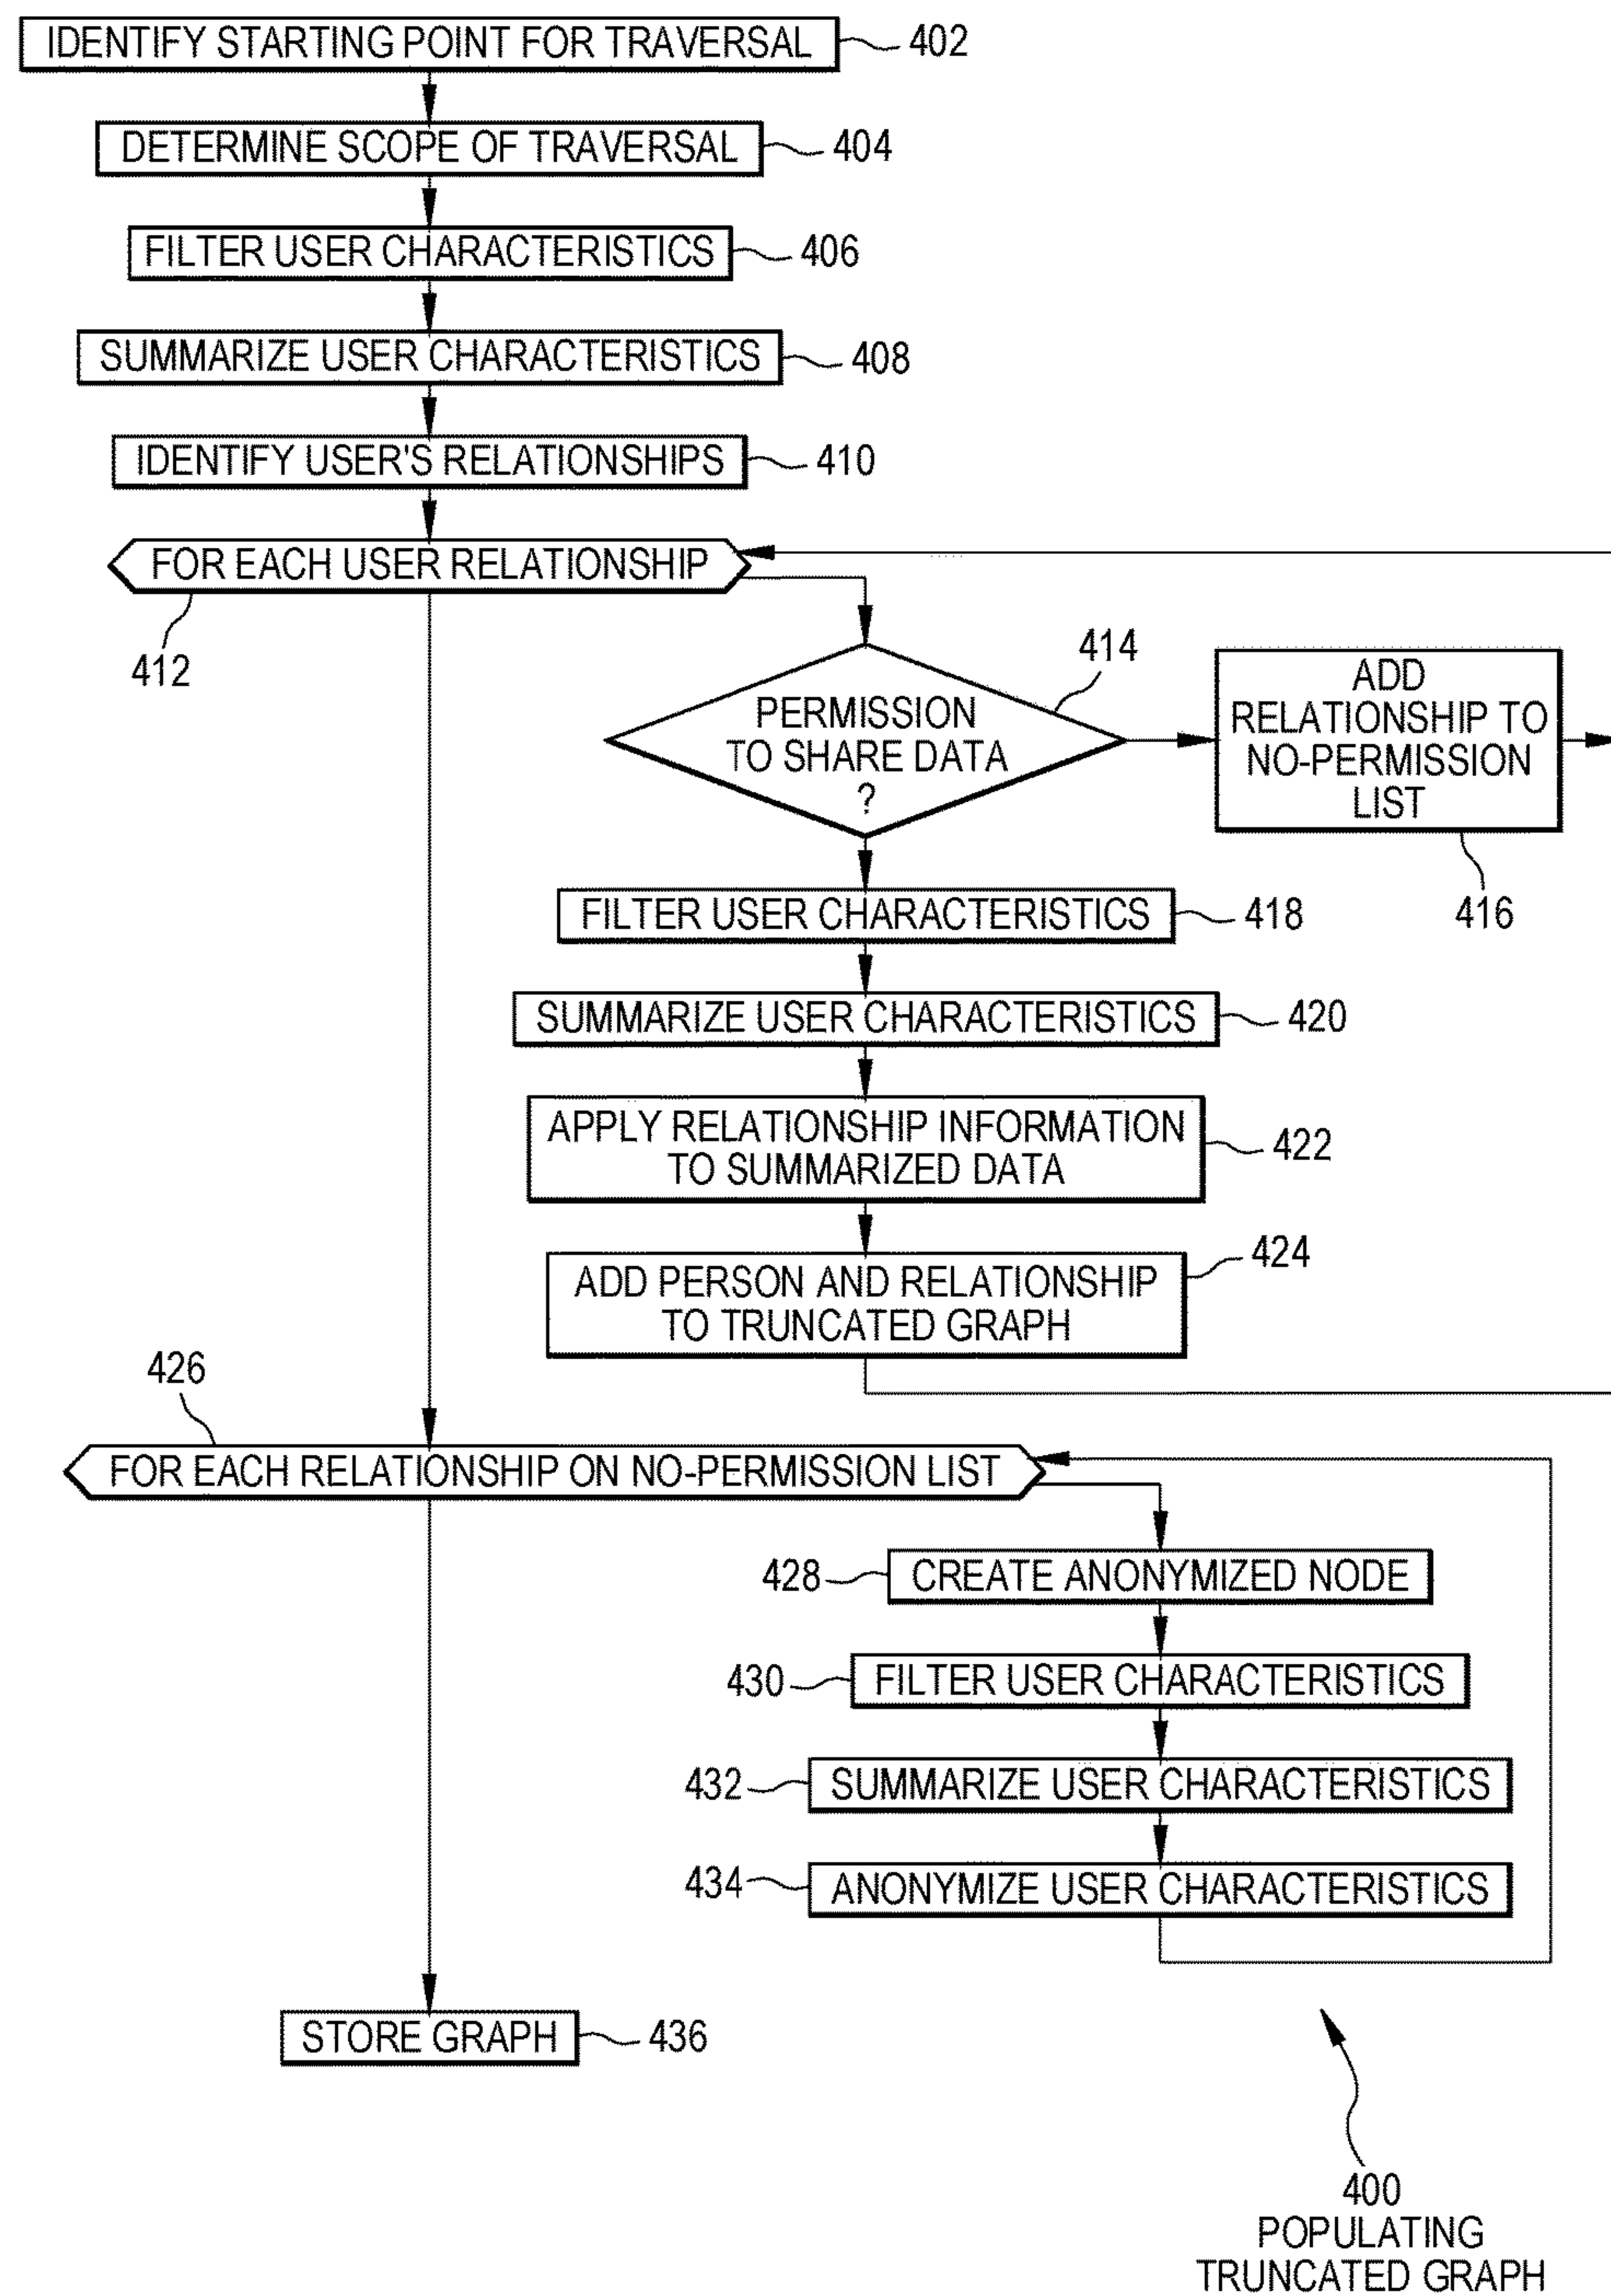 IDENTIFY STARTING POINT FOR TRAVERSAL 402
DETERMINE SCOPE OF TRAVERSAL 404
FILTER USER CHARACTERISTICS 406
SUMMARIZE USER CHARACTERISTICS 408
IDENTIFY USER'S RELATIONSHIPS 410
FOR EACH USER RELATIONSHIP
412
414
PERMISSION
TO SHARE DATA
?
ADD
RELATIONSHIP TO
NO-PERMISSION
LIST
416
FILTER USER CHARACTERISTICS 418
SUMMARIZE USER CHARACTERISTICS 420
APPLY RELATIONSHIP INFORMATION
TO SUMMARIZED DATA
422
ADD PERSON AND RELATIONSHIP
TO TRUNCATED GRAPH
424
426
FOR EACH RELATIONSHIP ON NO-PERMISSION LIST
428 CREATE ANONYMIZED NODE
430 FILTER USER CHARACTERISTICS
432 SUMMARIZE USER CHARACTERISTICS
434 ANONYMIZE USER CHARACTERISTICS
STORE GRAPH 436
400
POPULATING
TRUNCATED GRAPH